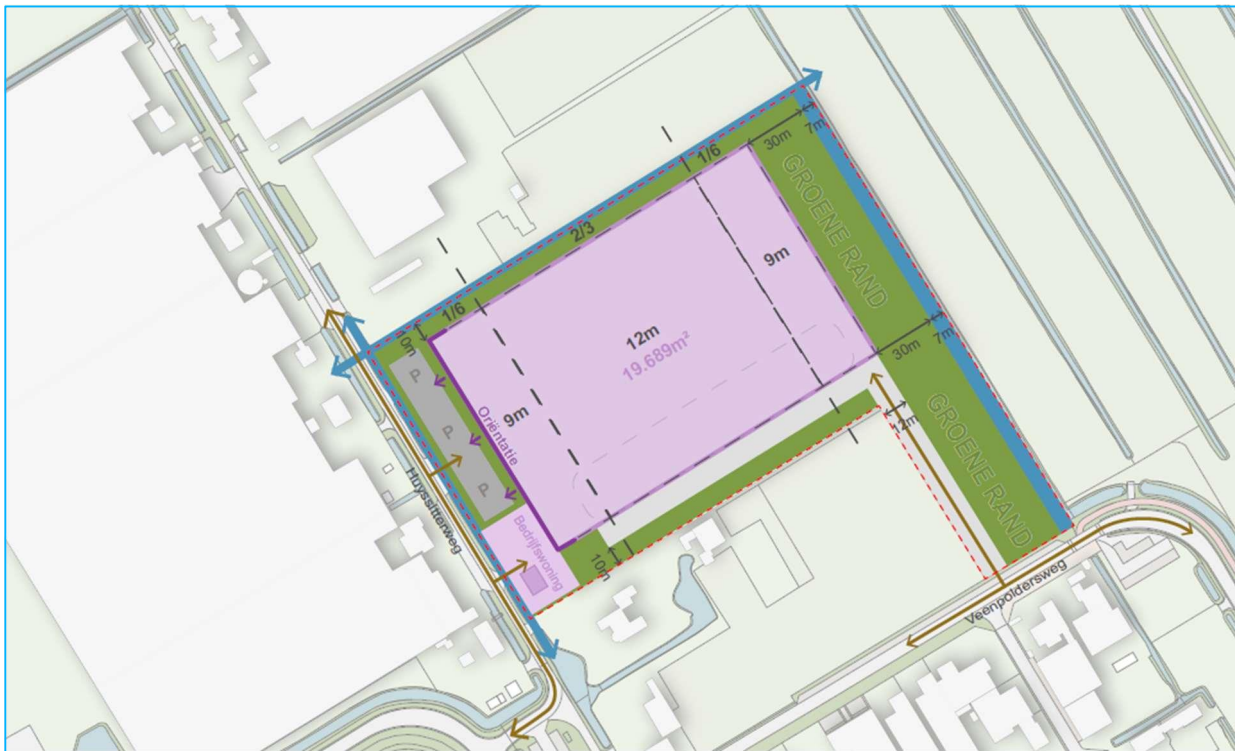 30m
7m
1/6
GROENE RAND
2/3
9m
1/6
0m
12m
19.689m²
30m
7m
P
9m
Oriëntatie
GROENE RAND
12m
P
P
Huyssitterweg
Bedrijfswoning
10m
Veenpoldersweg